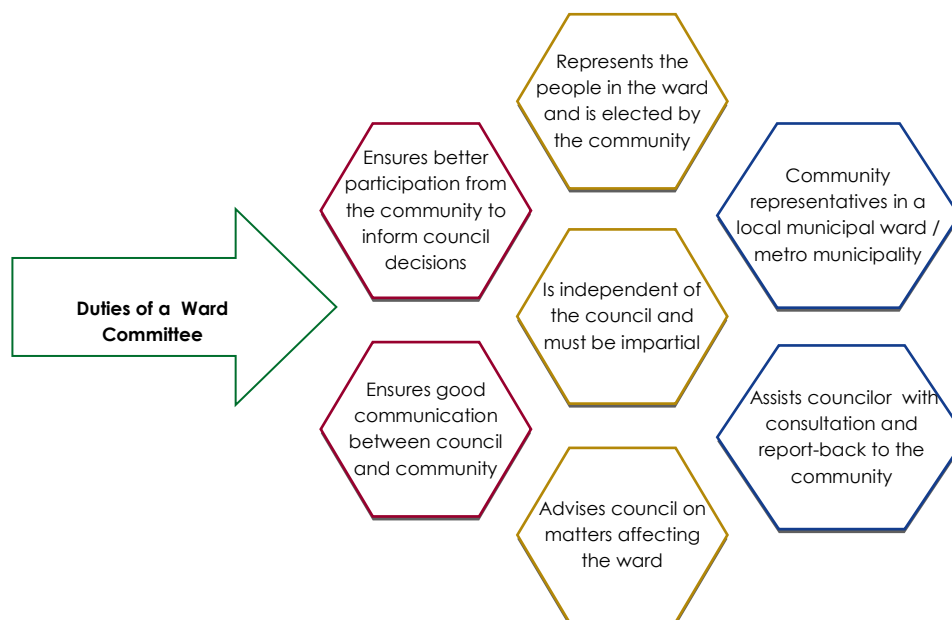 Duties of a  Ward
Committee
Ensures better
participation from
the community to
inform council
decisions
Ensures good
communication
between council
and community
Represents the
people in the ward
and is elected by
the community
Is independent of
the council and
must be impartial
Advises council on
matters affecting
the ward
Community
representatives in a
local municipal ward /
metro municipality
Assists councilor  with
consultation and
report-back to the
community